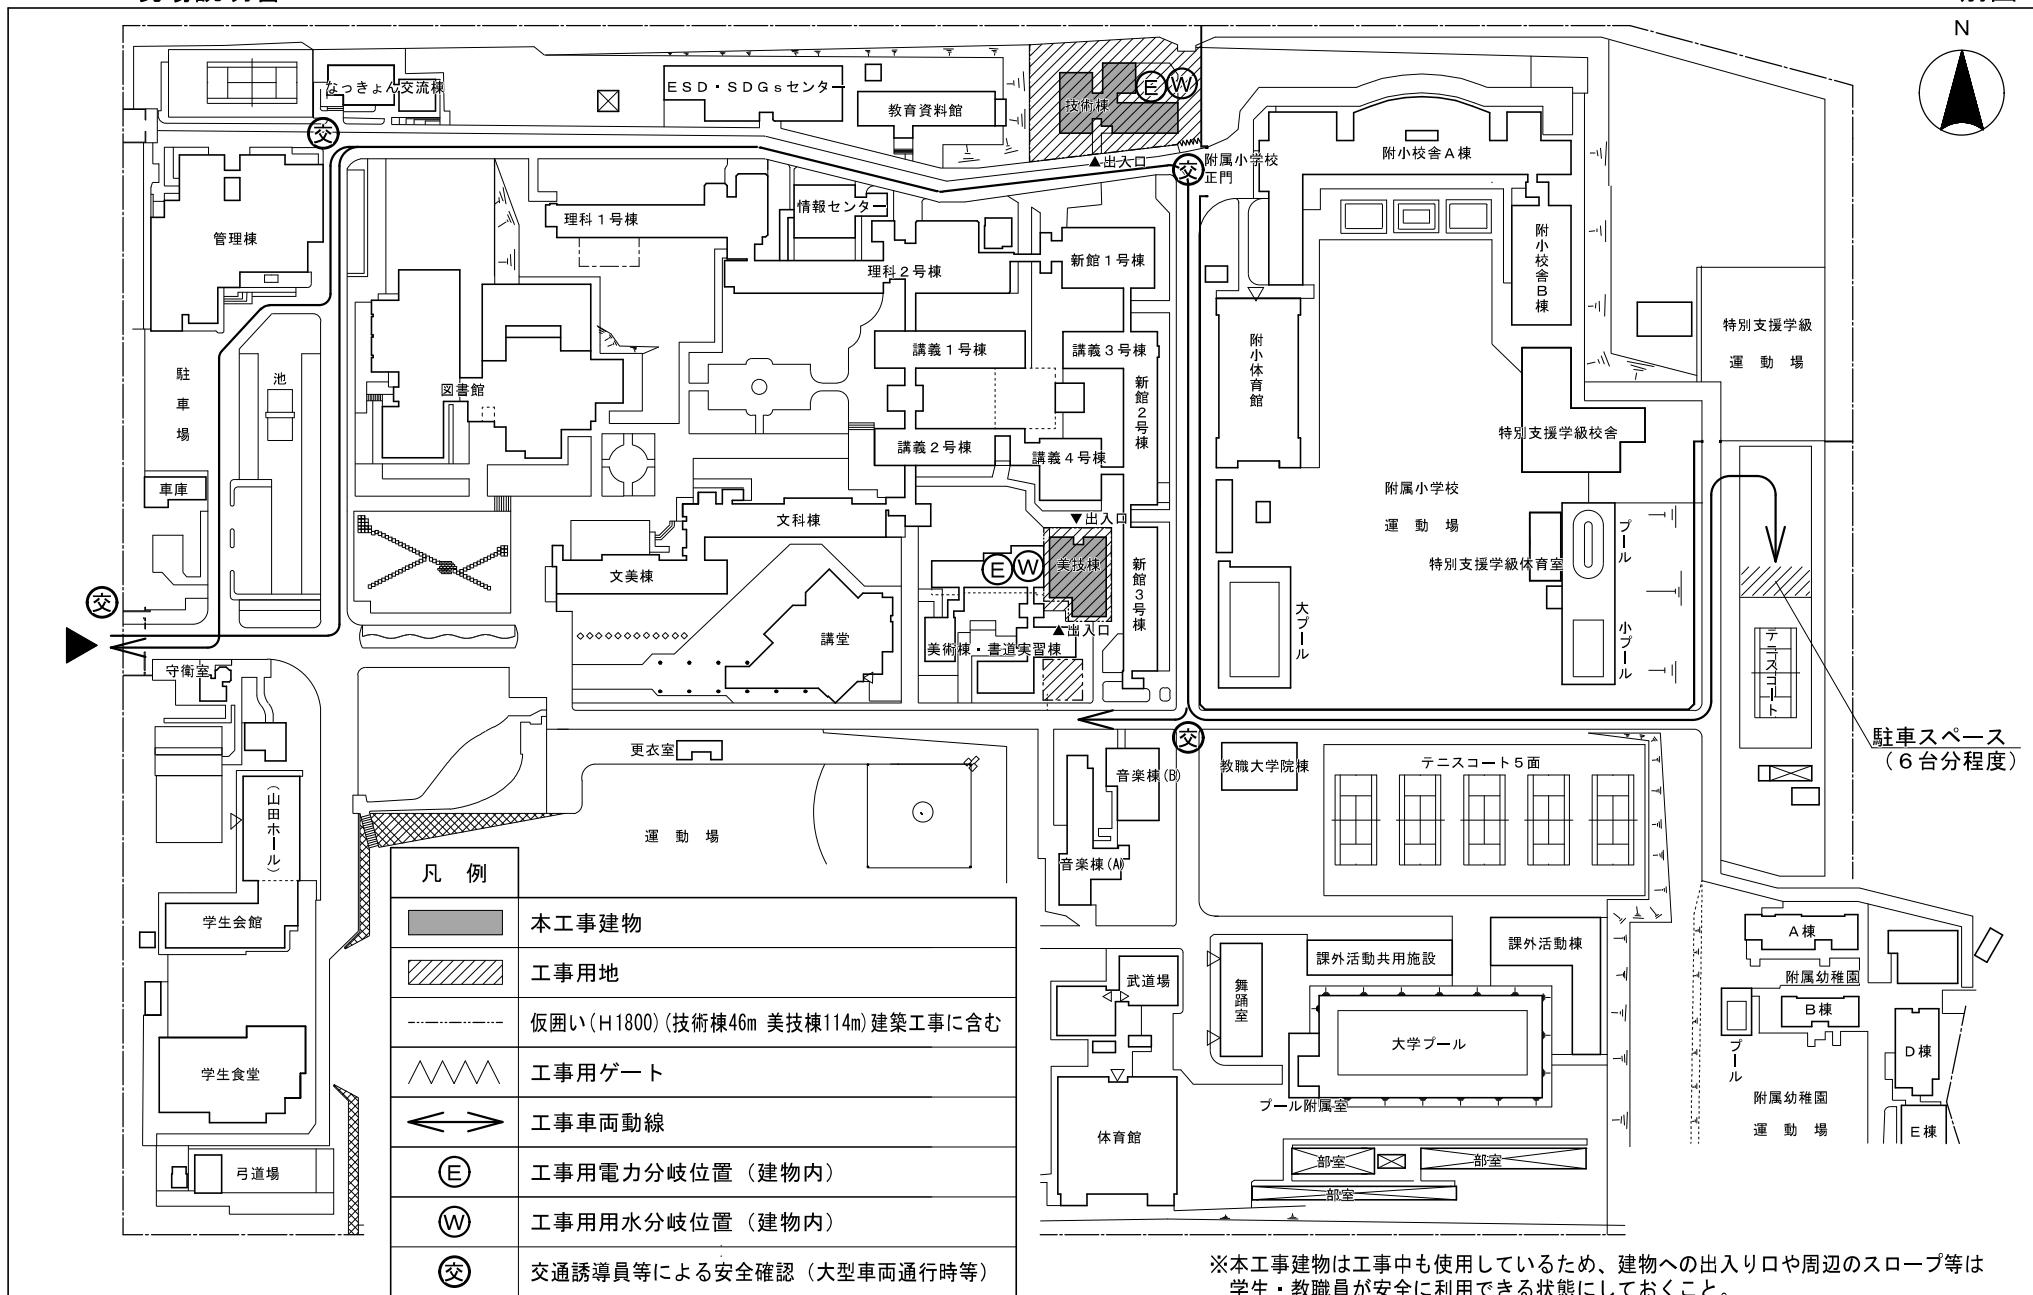 N
なっきょん交流棟
ESD・SDGsセンター
教育資料館
技術棟
E
W
▲出入口
交
交
附属小学校
正門
附小校舎A棟
管理棟
理科1号棟
情報センター
理科2号棟
新館1号棟
附小校舎B棟
特別支援学級
運動場
駐車場
池
図書館
講義1号棟
講義3号棟
新館2号棟
附小体育館
講義2号棟
講義4号棟
特別支援学級校舎
車庫
文科棟
▼出入口
附属小学校
運動場
プール
文美棟
E
W
美技棟
新館3号棟
特別支援学級体育室
交
講堂
▲出入口
大プール
小プール
テニスコート
守衛室
美術棟・書道実習棟
交
駐車スペース
(6台分程度)
更衣室
音楽棟(B)
教職大学院棟
テニスコート5面
(山田ホール)
運動場
音楽棟(A)
学生会館
武道場
舞踊室
課外活動共用施設
課外活動棟
A棟
附属幼稚園
B棟
学生食堂
大学プール
プール
D棟
プール附属室
附属幼稚園
運動場
体育館
E棟
弓道場
部室
部室
部室
凡例
本工事建物
工事用地
仮囲い(H1800)(技術棟46m 美技棟114m)建築工事に含む
工事用ゲート
工事車両動線
E 工事用電力分岐位置(建物内)
W 工事用用水分岐位置(建物内)
交 交通誘導員等による安全確認(大型車両通行時等)
※本工事建物は工事中も使用しているため、建物への出入り口や周辺のスロープ等は
学生・教職員が安全に利用できる状態にしておくこと。